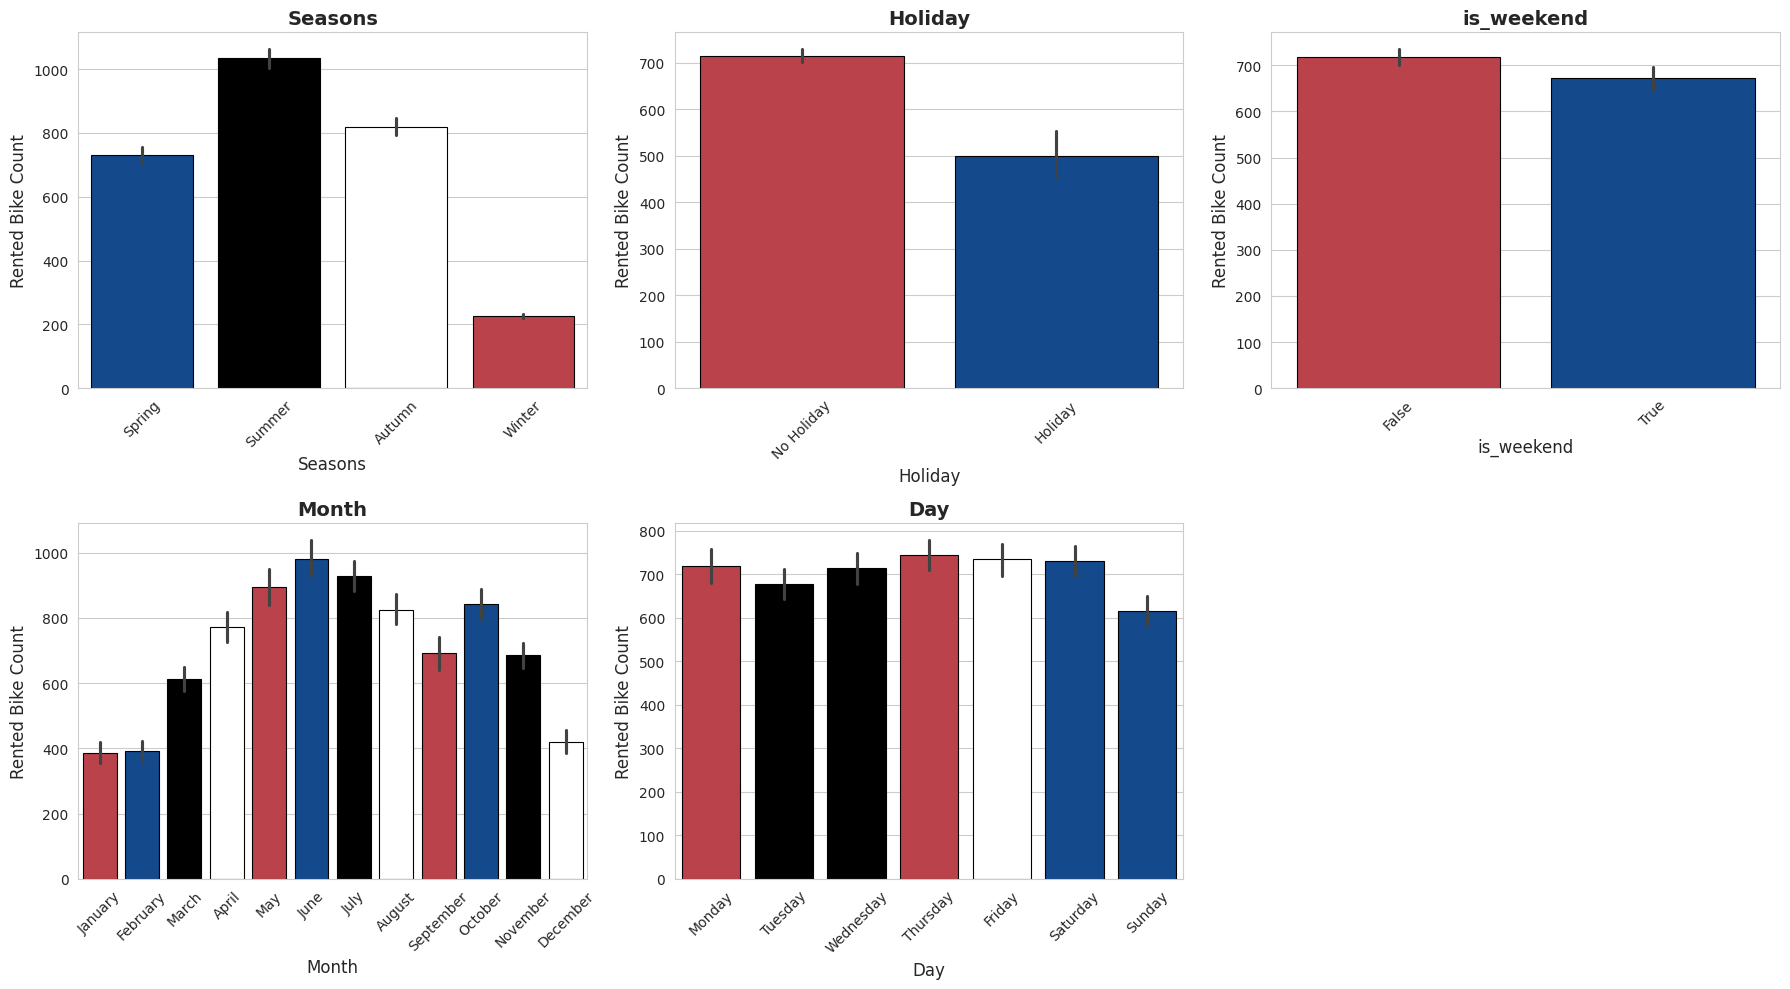 Seasons
Rented Bike Count
1000
800
600
400
200
0
Spring
Summer
Autumn
Winter
Seasons
Holiday
Rented Bike Count
700
600
500
400
300
200
100
0
No Holiday
Holiday
Holiday
is_weekend
Rented Bike Count
700
600
500
400
300
200
100
0
False
True
is_weekend
Month
Rented Bike Count
1000
800
600
400
200
0
January
February
March
April
May
June
July
August
September
October
November
December
Month
Day
Rented Bike Count
800
700
600
500
400
300
200
100
0
Monday
Tuesday
Wednesday
Thursday
Friday
Saturday
Sunday
Day